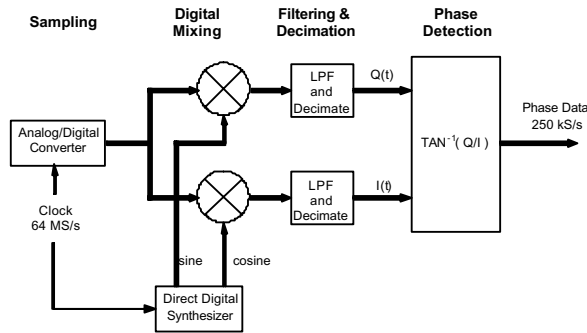 Sampling
Digital
Mixing
Filtering &
Decimation
Phase
Detection
LPF
and
Decimate
Q(t)
Analog/Digital
Converter
TAN⁻¹( Q/I )
Phase Data
250 kS/s
LPF
and
Decimate
I(t)
Clock
64 MS/s
sine
cosine
Direct Digital
Synthesizer